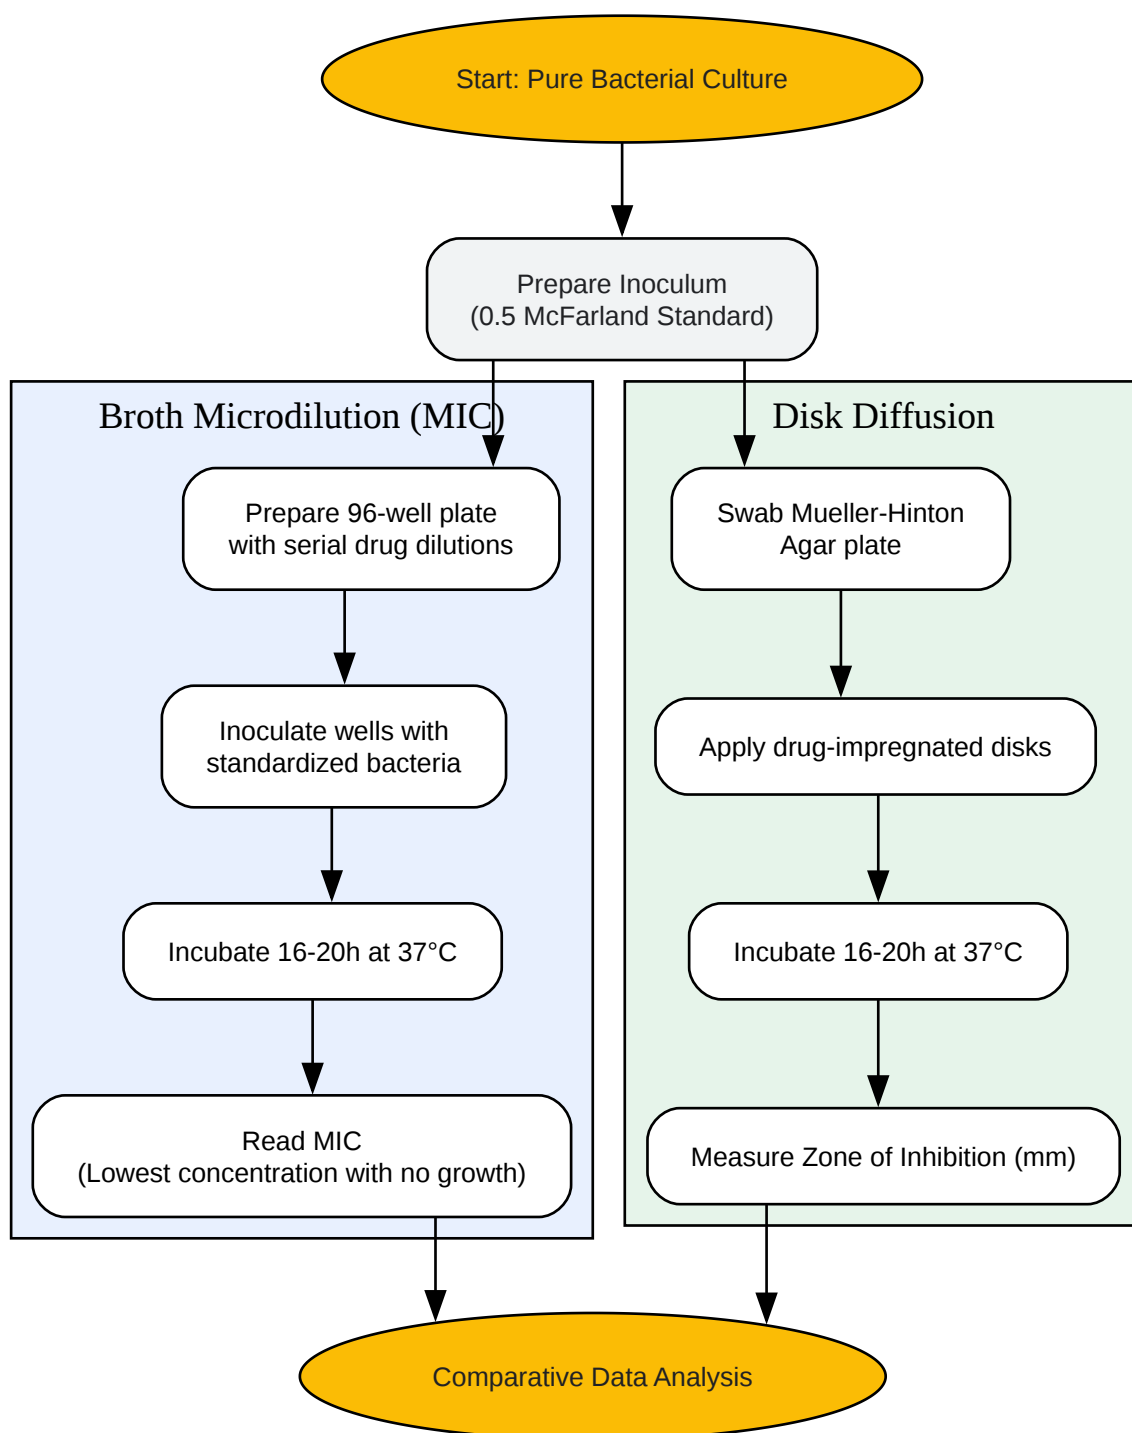 Start: Pure Bacterial Culture
Prepare Inoculum
(0.5 McFarland Standard)
Broth Microdilution (MIC)
Prepare 96-well plate
with serial drug dilutions
Inoculate wells with
standardized bacteria
Incubate 16-20h at 37°C
Read MIC
(Lowest concentration with no growth)
Disk Diffusion
Swab Mueller-Hinton
Agar plate
Apply drug-impregnated disks
Incubate 16-20h at 37°C
Measure Zone of Inhibition (mm)
Comparative Data Analysis